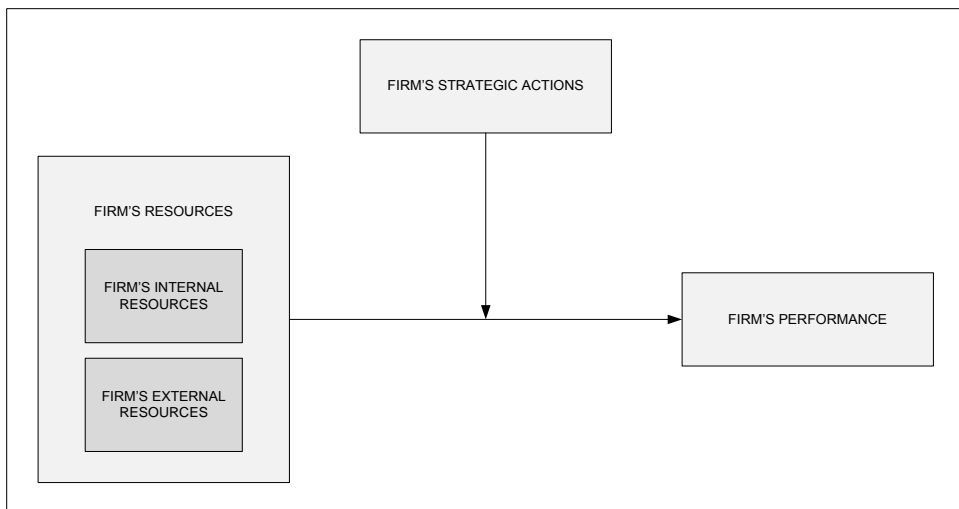 FIRM’S STRATEGIC ACTIONS
FIRM’S RESOURCES
FIRM’S INTERNAL
RESOURCES
FIRM’S EXTERNAL
RESOURCES
FIRM’S PERFORMANCE